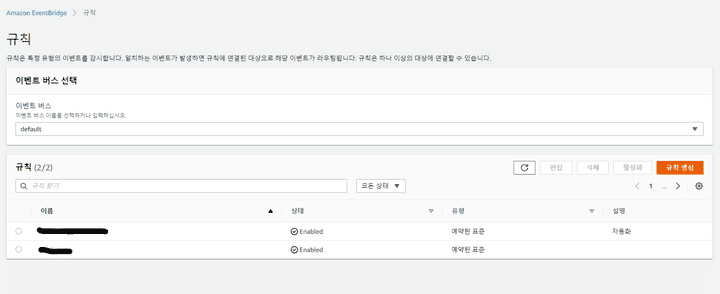 Amazon EventBridge > 규칙
규칙
규칙은 특정 유형의 이벤트를 감시합니다. 일치하는 이벤트가 발생하면 규칙에 연결된 대상으로 해당 이벤트가 라우팅됩니다. 규칙은 하나 이상의 대상에 연결할 수 있습니다.
이벤트 버스 선택
이벤트 버스
이벤트 버스 이름을 선택하거나 입력하십시오.
default
규칙 (2/2)
편집 삭제 활성화 규칙 생성
규칙 찾기
모든 상태
1 ...
이름 상태 유형 설명
Enabled 예약된 표준 자동화
Enabled 예약된 표준